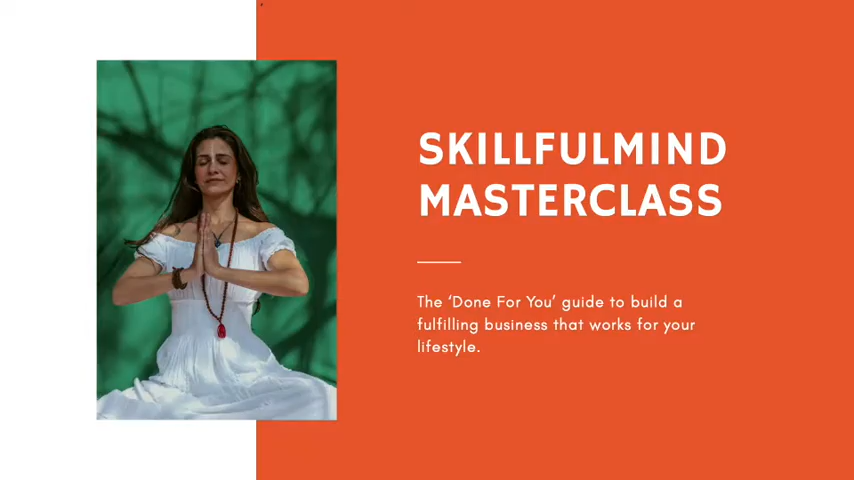 SKILLFULMIND
MASTERCLASS
The ‘Done For You’ guide to build a
fulfilling business that works for your
lifestyle.